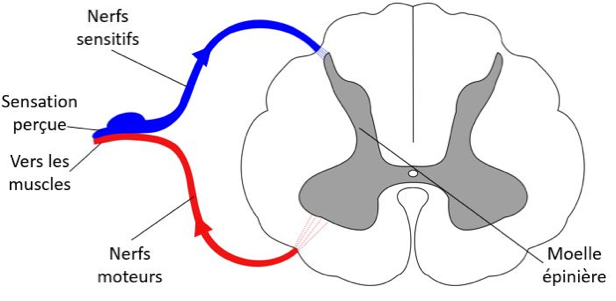 Nerfs
sensitifs
Sensation
perçue
Vers les
muscles
Nerfs
moteurs
Moelle
épinière